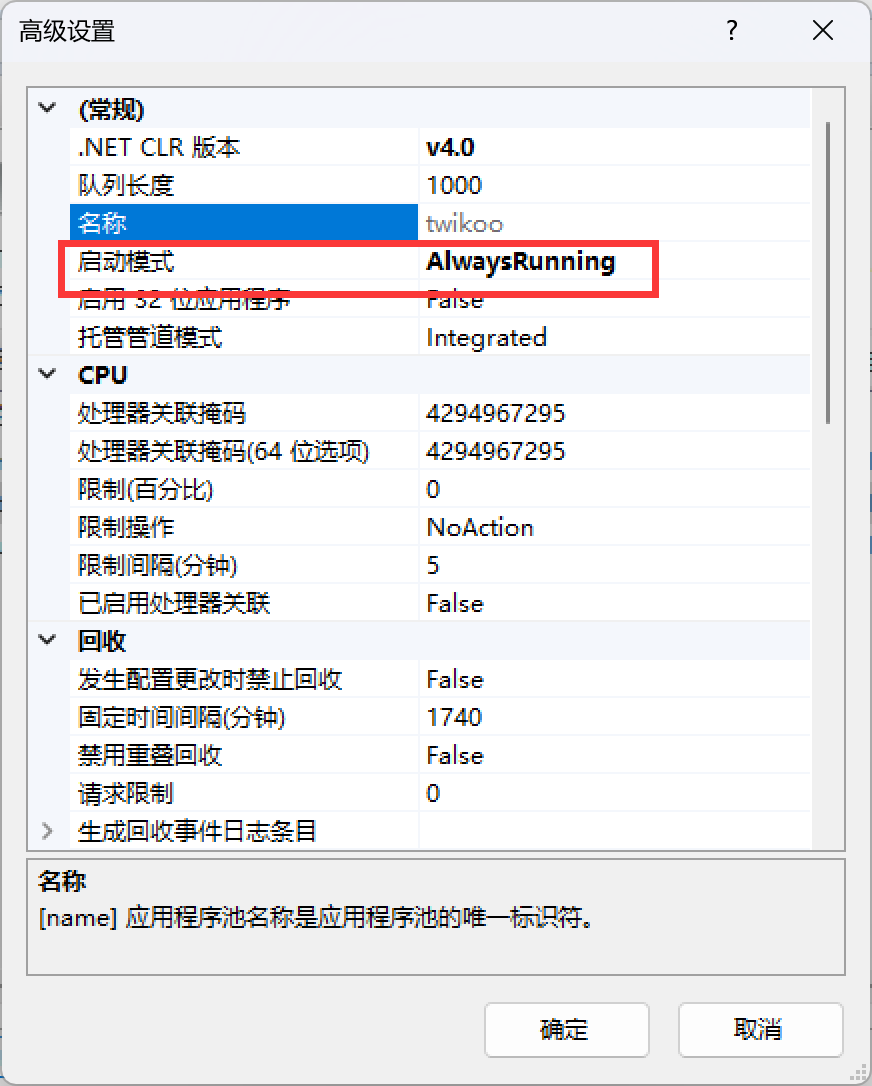 高级设置
(常规)
.NET CLR 版本 v4.0
队列长度 1000
名称 twikoo
启动模式 AlwaysRunning
启用 32 位应用程序 False
托管管道模式 Integrated
CPU
处理器关联掩码 4294967295
处理器关联掩码(64 位选项) 4294967295
限制(百分比) 0
限制操作 NoAction
限制间隔(分钟) 5
已启用处理器关联 False
回收
发生配置更改时禁止回收 False
固定时间间隔(分钟) 1740
禁用重叠回收 False
请求限制 0
生成回收事件日志条目
名称
[name] 应用程序池名称是应用程序池的唯一标识符。
确定 取消